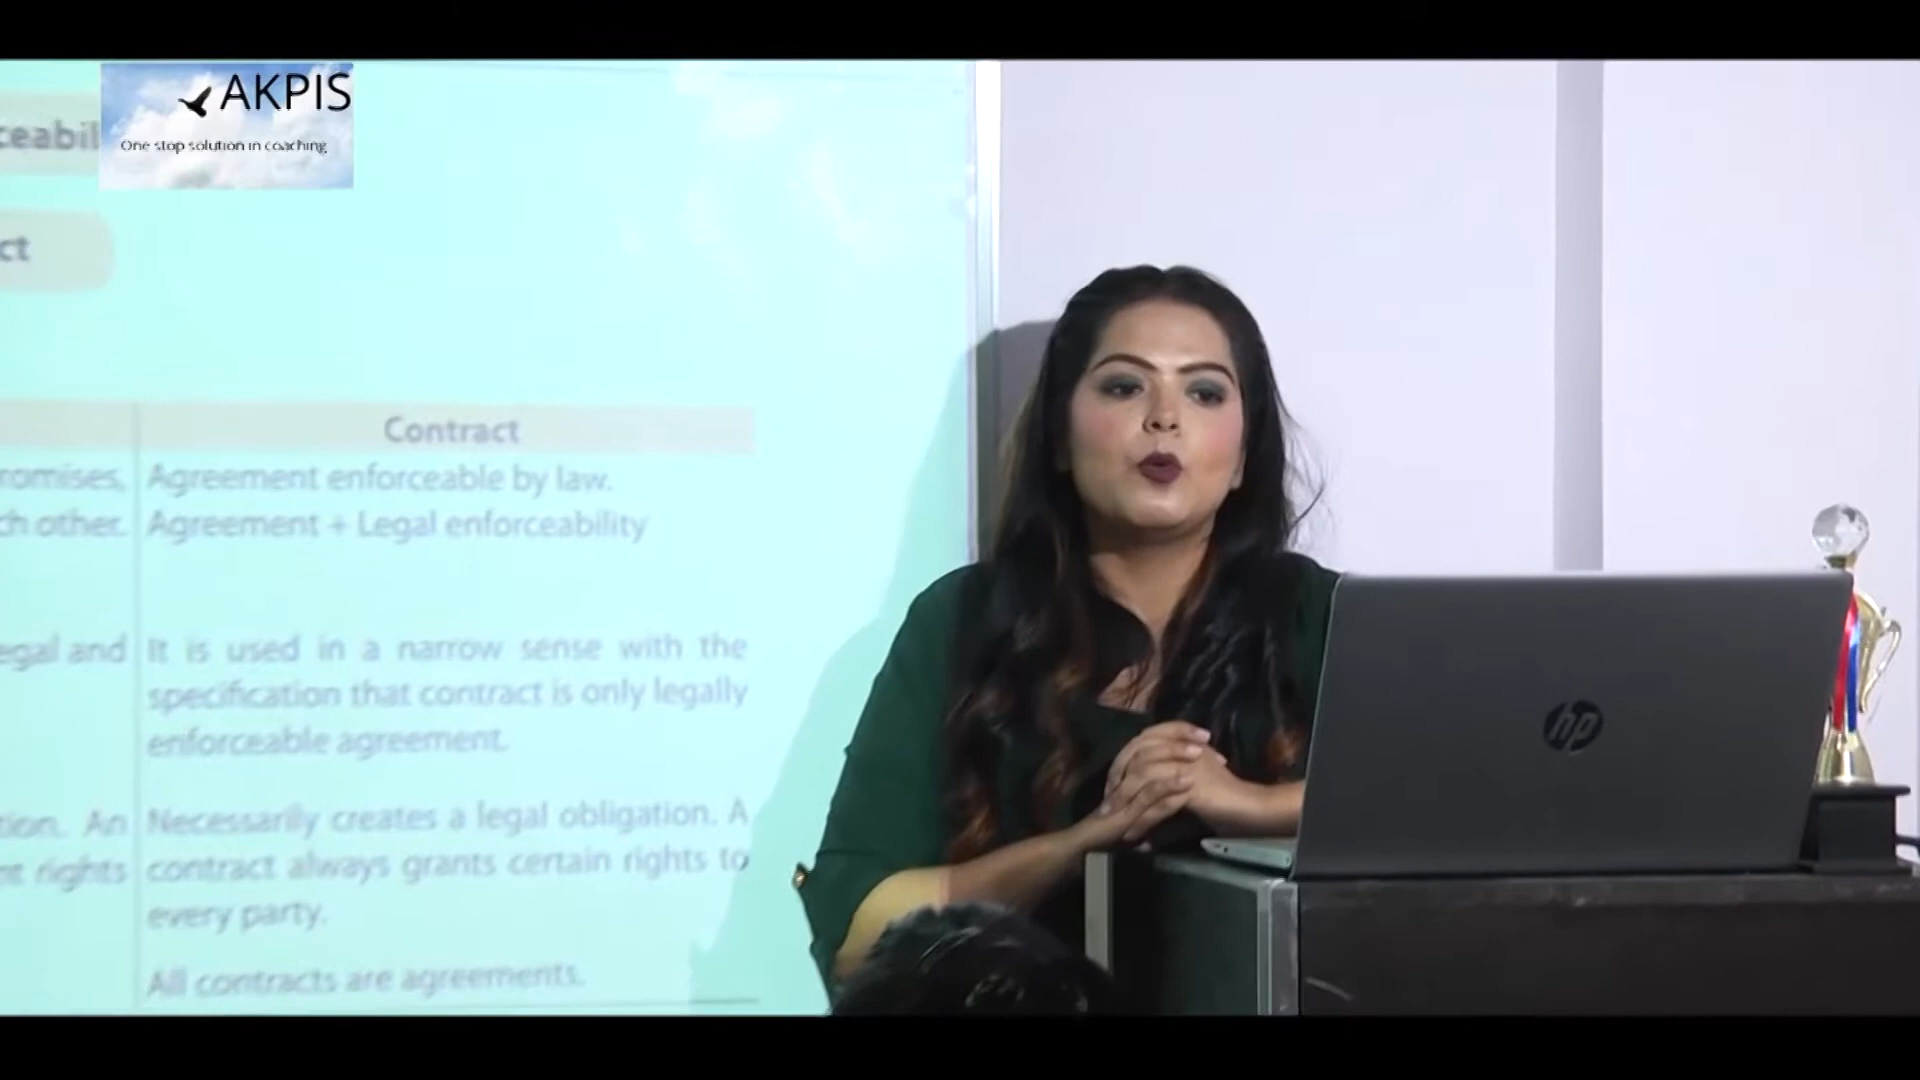 AKPIS
One stop solution in coaching
ceabil
ct
Contract
romises,
ch other.
Agreement enforceable by law.
Agreement + Legal enforceability
egal and
It is used in a narrow sense with the
specification that contract is only legally
enforceable agreement.
tion. An
nt rights
Necessarily creates a legal obligation. A
contract always grants certain rights to
every party.
All contracts are agreements.
hp